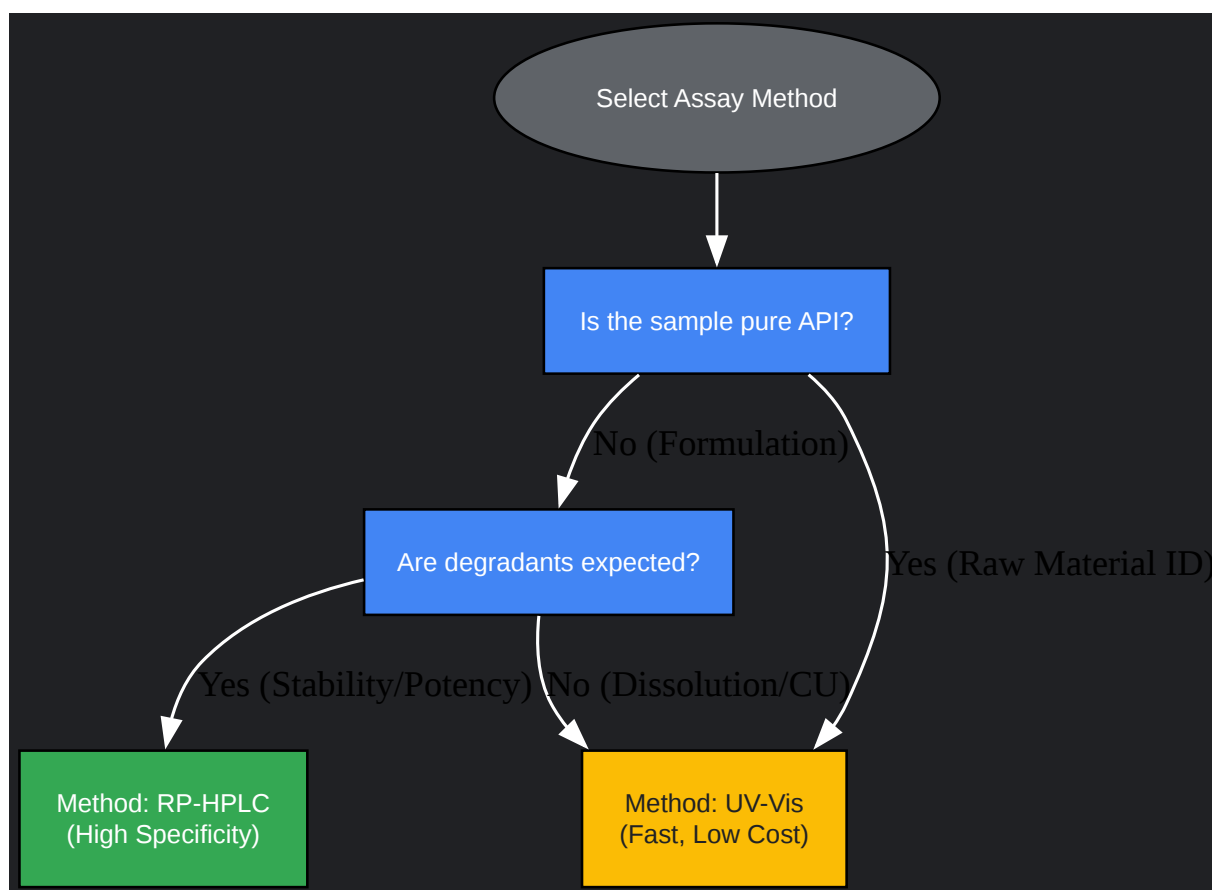 Select Assay Method
Is the sample pure API?
No (Formulation)
Are degradants expected?
Yes (Raw Material ID)
Yes (Stability/Potency)
No (Dissolution/CU)
Method: RP-HPLC
(High Specificity)
Method: UV-Vis
(Fast, Low Cost)